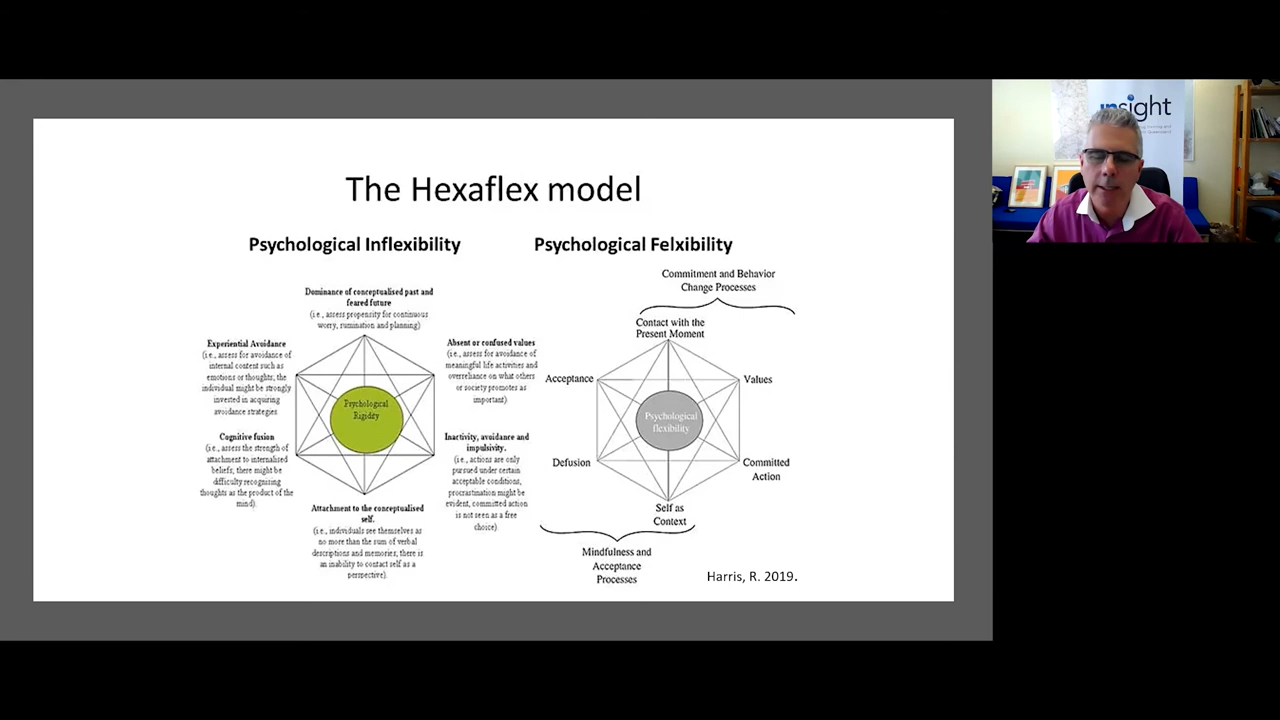 The Hexaflex model
Psychological Inflexibility
Dominance of conceptualised past and
feared future
(i.e., assess propensity for continuous
worry, rumination and planning)
Experiential Avoidance
(i.e., assess for avoidance of
internal content such as
emotions or thoughts; the
individual might be strongly
invested in acquiring
avoidance strategies
Absent or confused values
(i.e., assess for avoidance of
meaningful life activities and
overreliance on what others
or society promotes as
important)
Psychological
Rigidity
Cognitive fusion
(i.e., assess the strength of
attachment to internalised
beliefs; there might be
difficulty recognising
thoughts as the product of the
mind).
Inactivity, avoidance and
impulsivity.
(i.e., actions are only
pursued under certain
acceptable conditions,
procrastination might be
evident, committed action
is not seen as a free
choice)
Attachment to the conceptualised
self.
(i.e., individuals see themselves as
no more than the sum of verbal
descriptions and memories, there is
an inability to contact self as a
perspective).
Psychological Felxibility
Commitment and Behavior
Change Processes
Contact with the
Present Moment
Acceptance
Values
Psychological
flexibility
Defusion
Committed
Action
Self as
Context
Mindfulness and
Acceptance
Processes
Harris, R. 2019.
insight